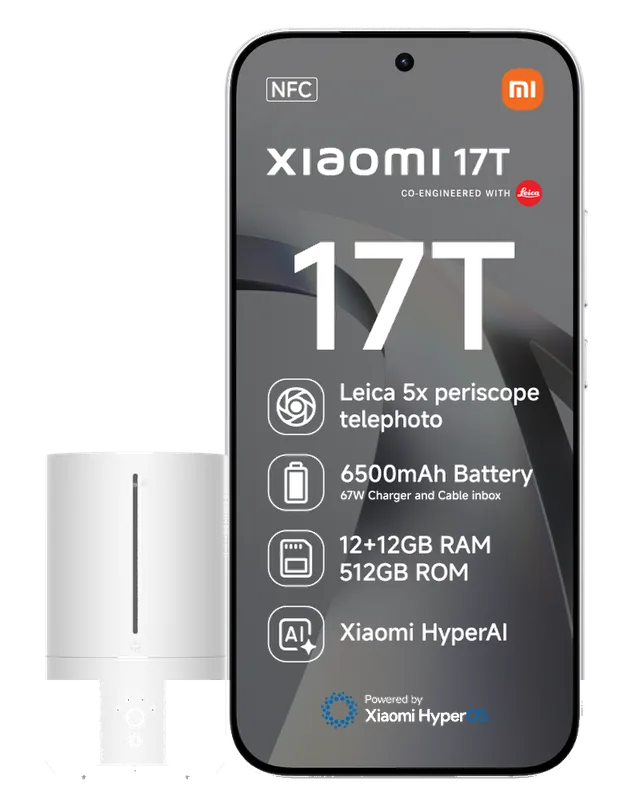 NFC
mi
xiaomi 17T
CO-ENGINEERED WITH Leica
17T
Leica 5x periscope
telephoto
6500mAh Battery
67W Charger and Cable inbox
12+12GB RAM
512GB ROM
AI
Xiaomi HyperAI
Powered by
Xiaomi HyperOS